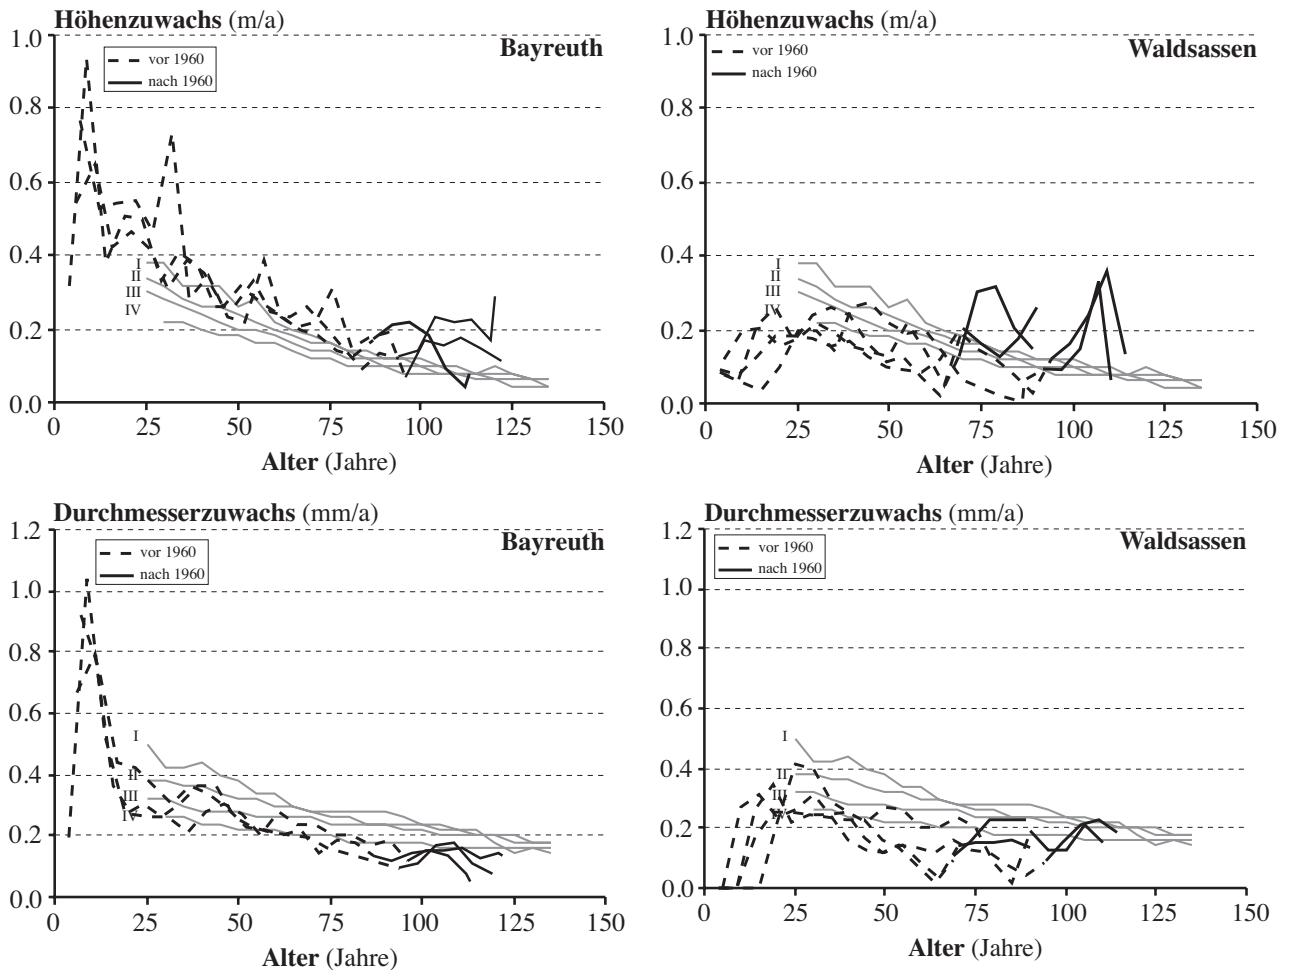 Höhenzuwachs (m/a)
Bayreuth
vor 1960
nach 1960
1.0
0.8
0.6
0.4
0.2
0.0
I
II
III
IV
0 25 50 75 100 125 150
Alter (Jahre)
Höhenzuwachs (m/a)
Waldsassen
vor 1960
nach 1960
1.0
0.8
0.6
0.4
0.2
0.0
I
II
III
IV
0 25 50 75 100 125 150
Alter (Jahre)
Durchmesserzuwachs (mm/a)
Bayreuth
vor 1960
nach 1960
1.2
1.0
0.8
0.6
0.4
0.2
0.0
I
II
III
IV
0 25 50 75 100 125 150
Alter (Jahre)
Durchmesserzuwachs (mm/a)
Waldsassen
vor 1960
nach 1960
1.2
1.0
0.8
0.6
0.4
0.2
0.0
I
II
III
IV
0 25 50 75 100 125 150
Alter (Jahre)